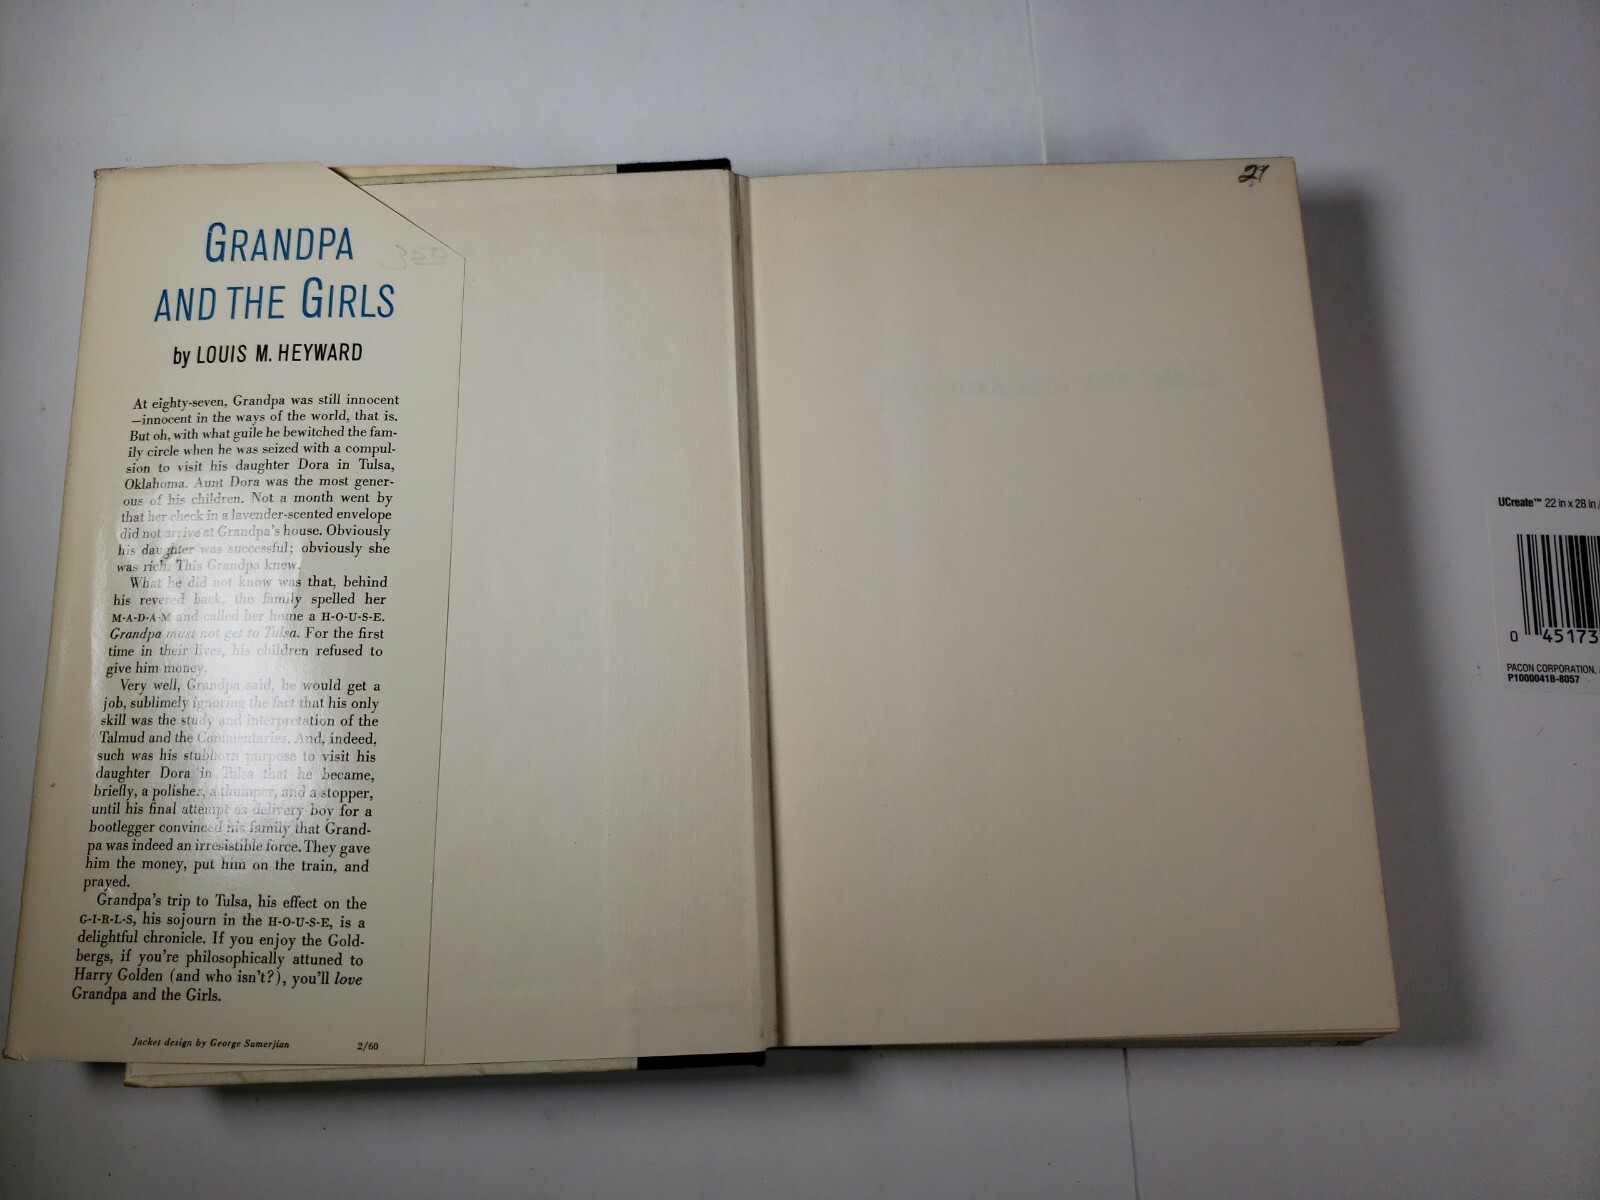 GRANDPA
AND THE GIRLS
by LOUIS M. HEYWARD
At eighty-seven, Grandpa was still innocent
—innocent in the ways of the world, that is.
But oh, with what guile he bewitched the fam-
ily circle when he was seized with a compul-
sion to visit his daughter Dora in Tulsa,
Oklahoma. Aunt Dora was the most gener-
ous of his children. Not a month went by
that her check in a lavender-scented envelope
did not arrive at Grandpa's house. Obviously
his daughter was successful; obviously she
was rich. This Grandpa knew.
What he did not know was that, behind
his revered back, the family spelled her
M-A-D-A-M and called her home a H-O-U-S-E.
Grandpa must not get to Tulsa. For the first
time in their lives, his children refused to
give him money.
Very well, Grandpa said, he would get a
job, sublimely ignoring the fact that his only
skill was the study and interpretation of the
Talmud and the Commentaries. And, indeed,
such was his stubborn purpose to visit his
daughter Dora in Tulsa that he became,
briefly, a polisher, a thumper, and a stopper,
until his final attempt as delivery boy for a
bootlegger convinced his family that Grand-
pa was indeed an irresistible force. They gave
him the money, put him on the train, and
prayed.
Grandpa's trip to Tulsa, his effect on the
G-I-R-L-S, his sojourn in the H-O-U-S-E, is a
delightful chronicle. If you enjoy the Gold-
bergs, if you're philosophically attuned to
Harry Golden (and who isn't?), you'll love
Grandpa and the Girls.
Jacket design by George Samerjian 2/60
UCreate™ 22 in x 28 in
0 45173
PACON CORPORATION,
P1000041B-8057